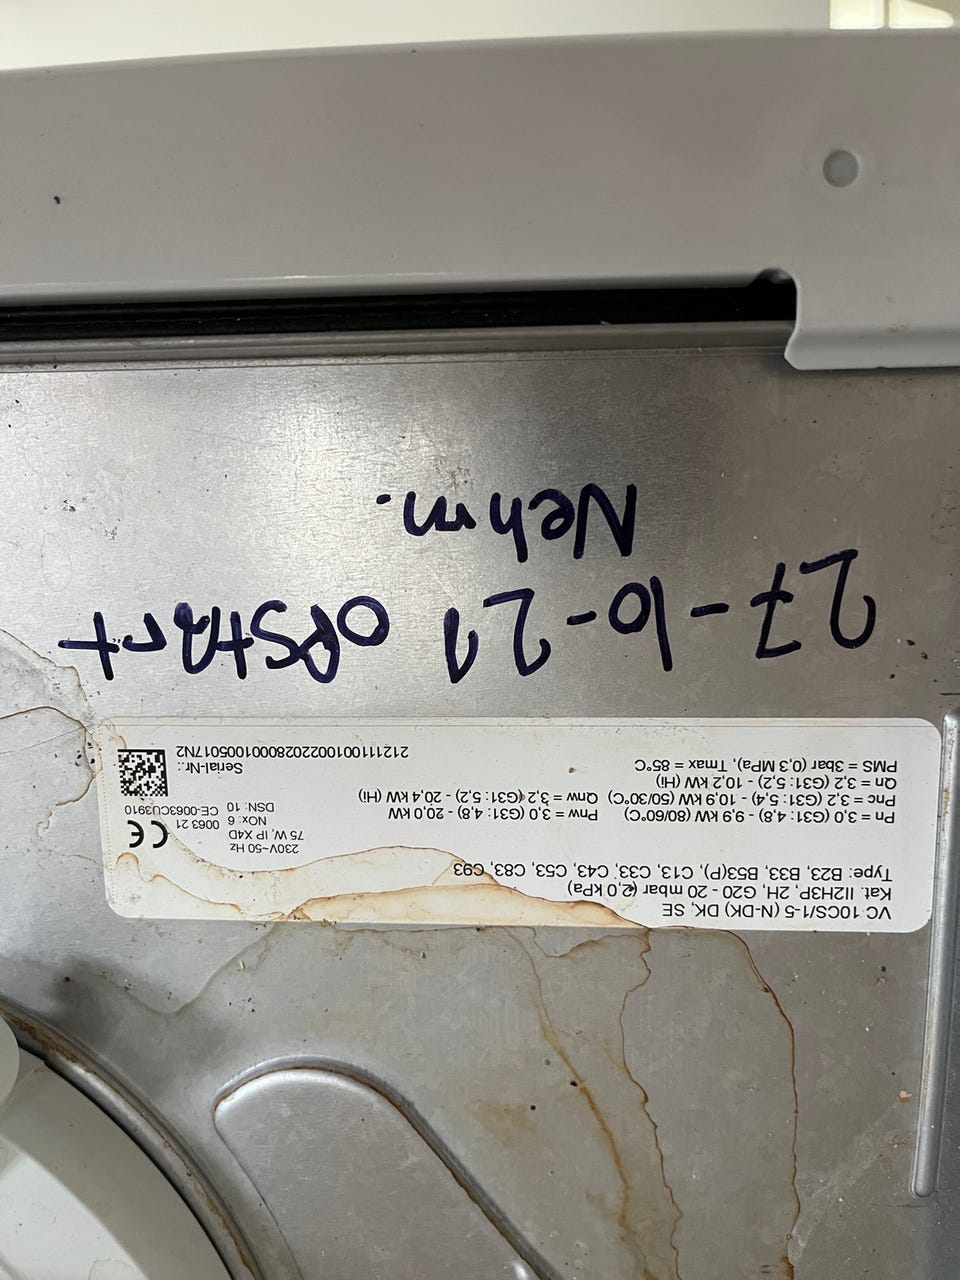 VC 10CS/1-5 (N-DK) DK, SE
Kat. II2H3P, 2H, G20 - 20 mbar (2,0 kPa)
Type: B23, B33, B53(P), C13, C33, C43, C53, C83, C93
Pn = 3,0 (G31: 4,8) - 9,9 kW (80/60°C)
Pnc = 3,2 (G31: 5,4) - 10,9 kW (50/30°C)
Qn = 3,2 (G31: 5,2) - 10,2 kW (Hi)
PMS = 3bar (0,3 MPa), Tmax = 85°C
Pnw = 3,0 (G31: 4,8) - 20,0 kW
Qnw = 3,2 (G31: 5,2) - 20,4 kW (Hi)
230V~50 Hz
75 W, IP X4D
NOx: 6
DSN: 10
CE
0063 21
CE-0063CU3910
Serial-Nr.:
21211100100220280001005017N2
27-10-21 OPStart
Nehm.